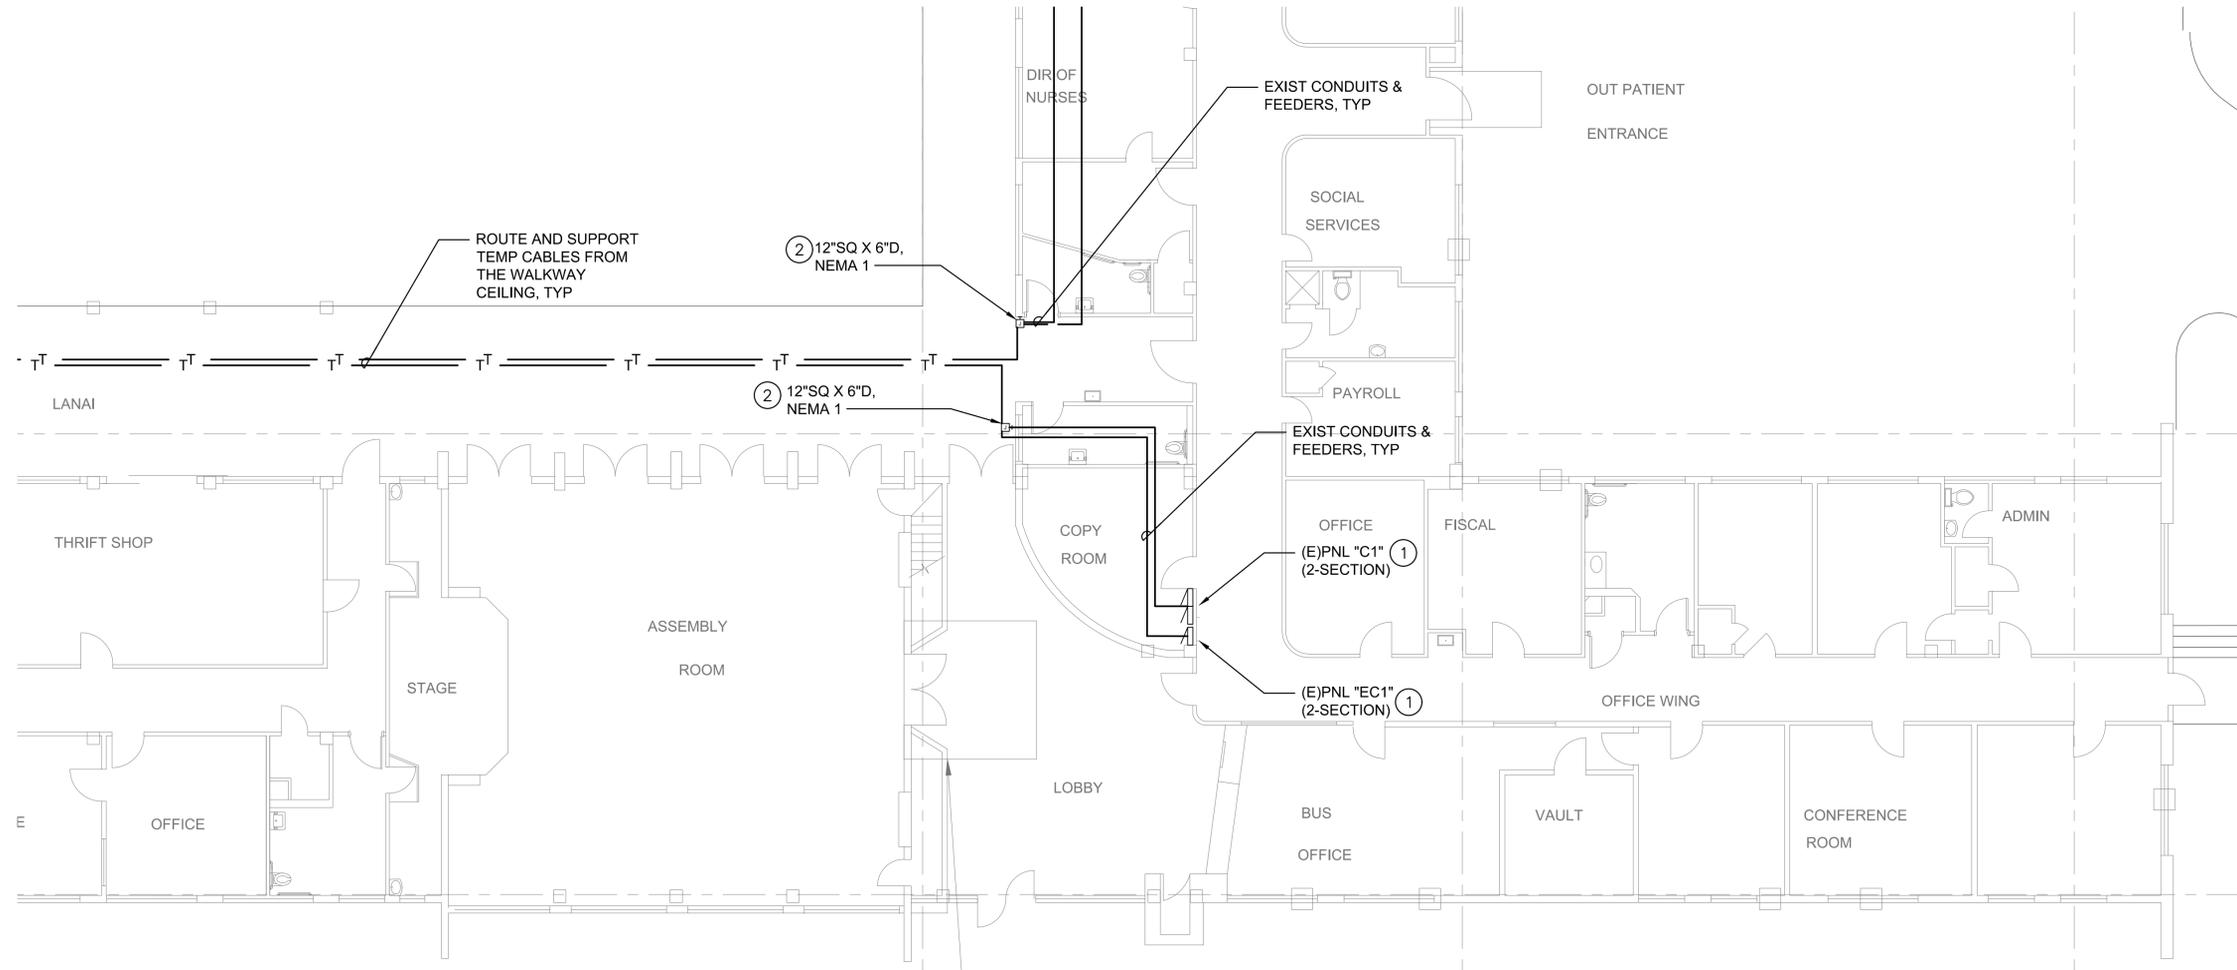 DIR OF
NURSES
EXIST CONDUITS &
FEEDERS, TYP
OUT PATIENT
ENTRANCE
SOCIAL
SERVICES
ROUTE AND SUPPORT
TEMP CABLES FROM
THE WALKWAY
CEILING, TYP
2 12"SQ X 6"D,
NEMA 1
J
T T T T T T T T T T T T T T
LANAI
2 12"SQ X 6"D,
NEMA 1
J
PAYROLL
EXIST CONDUITS &
FEEDERS, TYP
THRIFT SHOP
COPY
ROOM
OFFICE
FISCAL
ADMIN
(E)PNL "C1" 1
(2-SECTION)
ASSEMBLY
ROOM
STAGE
(E)PNL "EC1" 1
(2-SECTION)
OFFICE WING
LOBBY
E
OFFICE
BUS
OFFICE
VAULT
CONFERENCE
ROOM